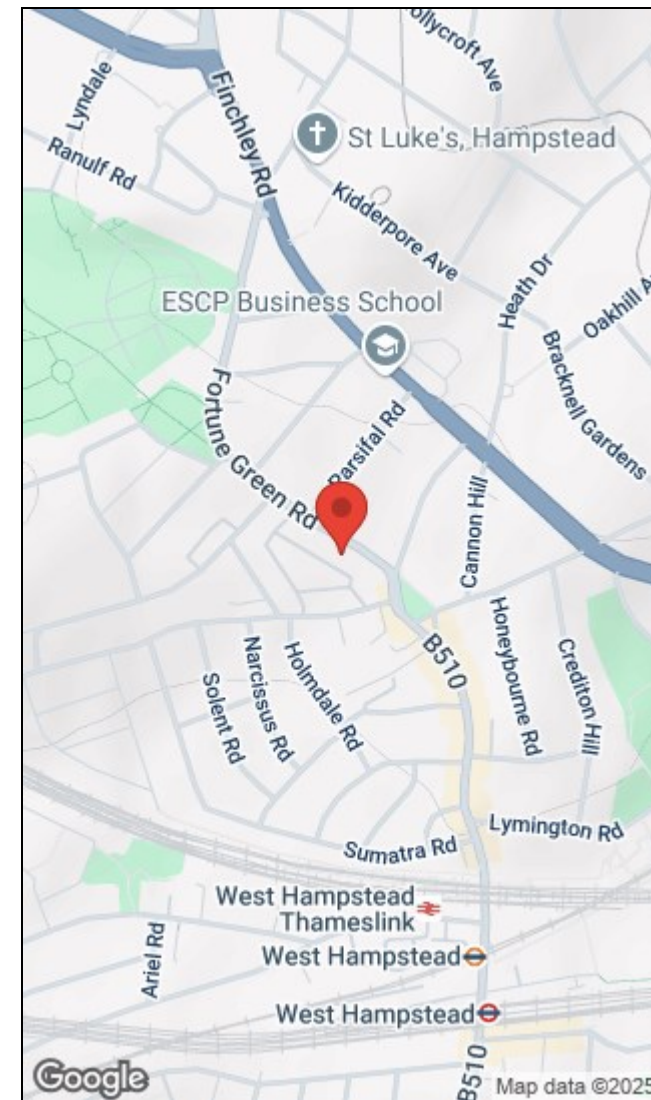 ollycroft Ave
Lyndale
Finchley Rd
St Luke's, Hampstead
Ranulf Rd
Kidderpore Ave
Heath Dr
ESCP Business School
Oakhill A
Bracknell Gardens
Fortune Green Rd
Parsifal Rd
Cannon Hill
B510
Honeybourne Rd
Crediton Hill
Holmdale Rd
Narcissus Rd
Solent Rd
Lymington Rd
Sumatra Rd
West Hampstead
Thameslink
Ariel Rd
West Hampstead
West Hampstead
B510
Google
Map data ©2025